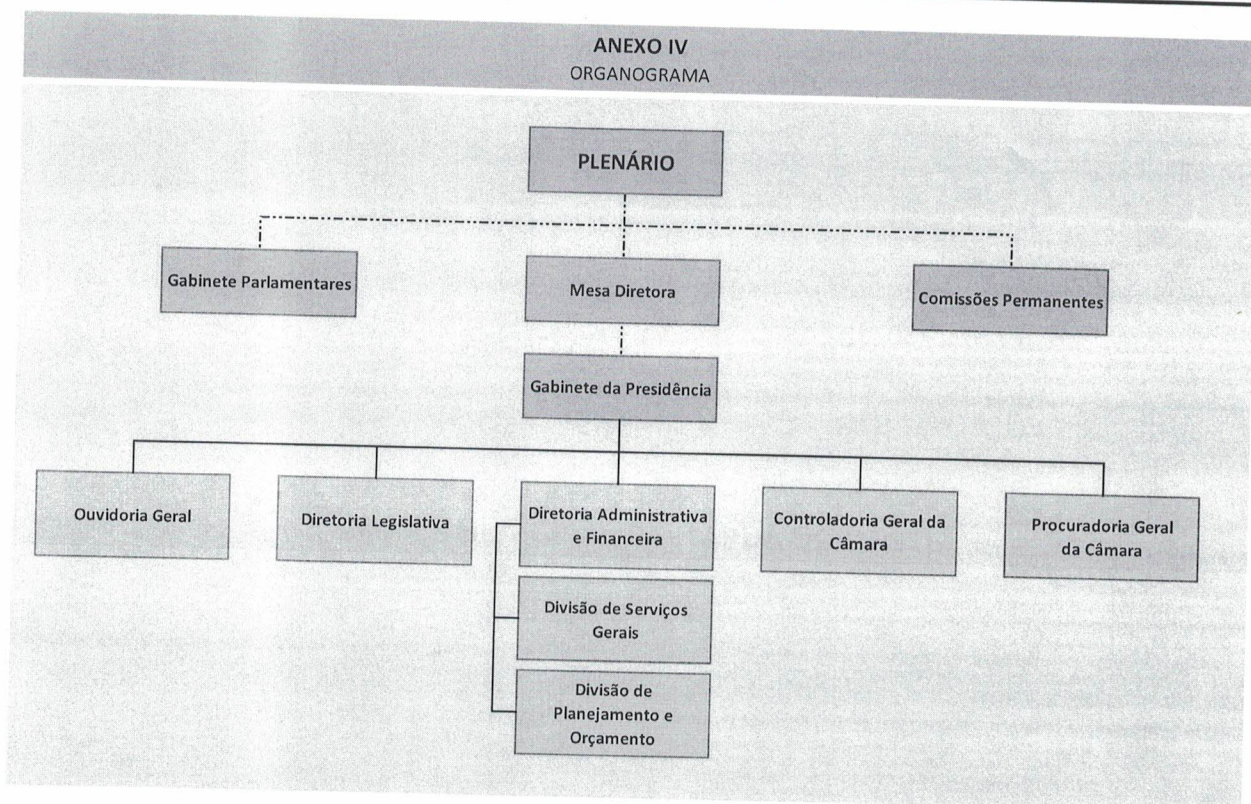 ANEXO IV
ORGANOGRAMA
PLENÁRIO
Gabinete Parlamentares
Mesa Diretora
Comissões Permanentes
Gabinete da Presidência
Ouvidoria Geral
Diretoria Legislativa
Diretoria Administrativa
e Financeira
Controladoria Geral da
Câmara
Procuradoria Geral
da Câmara
Divisão de Serviços
Gerais
Divisão de
Planejamento e
Orçamento